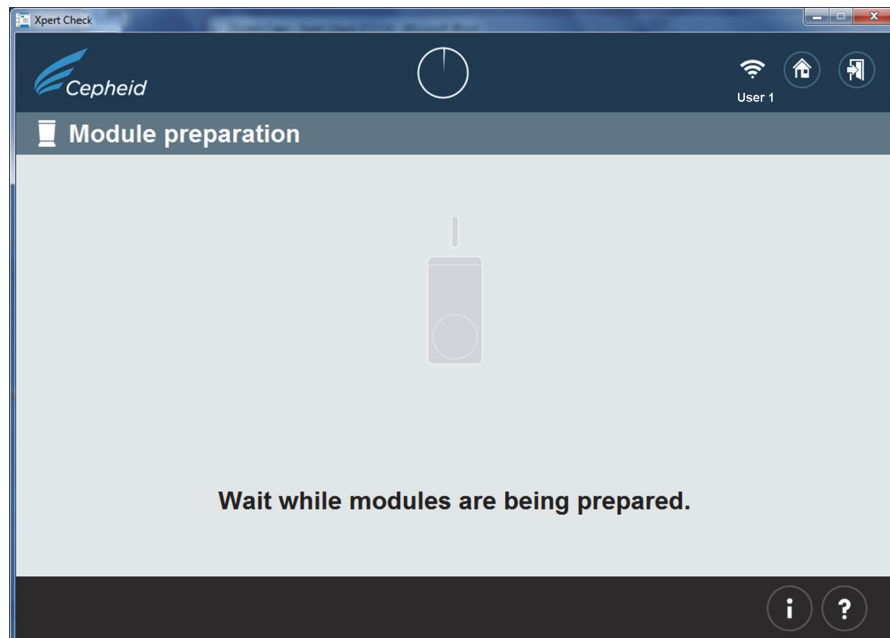 Xpert Check
Cepheid
User 1
Module preparation
Wait while modules are being prepared.
i
?